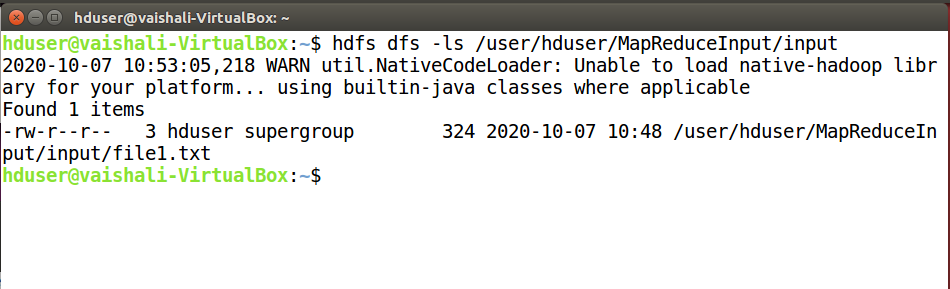 hduser@vaishali-VirtualBox: ~
hduser@vaishali-VirtualBox:~$ hdfs dfs -ls /user/hduser/MapReduceInput/input
2020-10-07 10:53:05,218 WARN util.NativeCodeLoader: Unable to load native-hadoop libr
ary for your platform... using builtin-java classes where applicable
Found 1 items
-rw-r--r--   3 hduser supergroup        324 2020-10-07 10:48 /user/hduser/MapReduceIn
put/input/file1.txt
hduser@vaishali-VirtualBox:~$